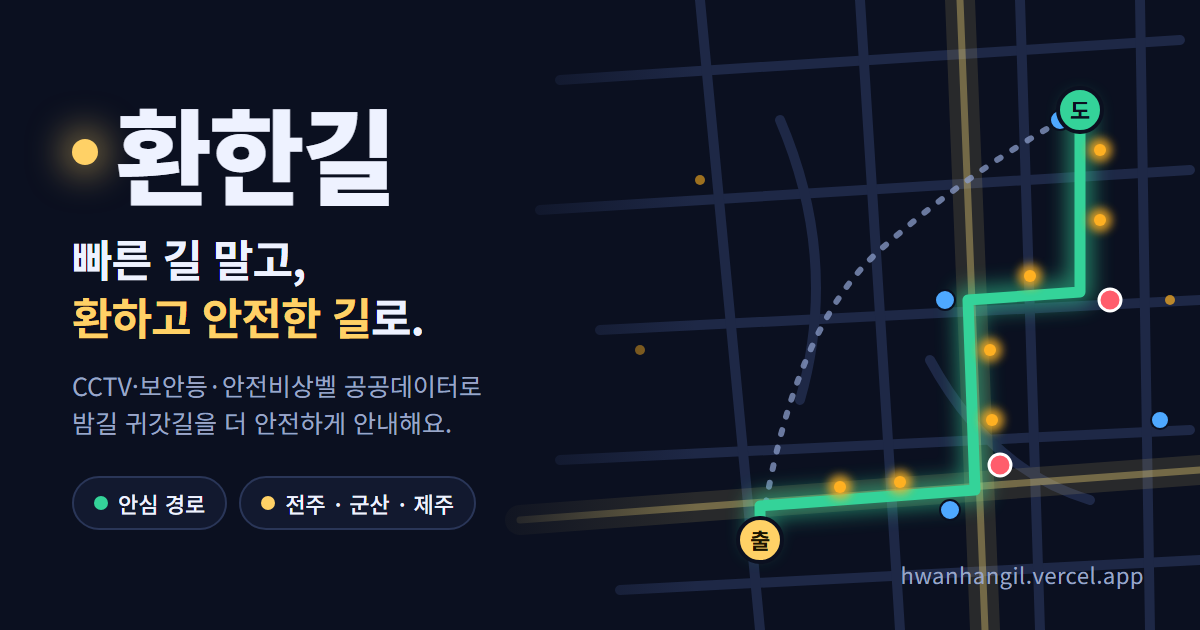 환한길
빠른 길 말고,
환하고 안전한 길로.
CCTV·보안등·안전비상벨 공공데이터로
밤길 귀갓길을 더 안전하게 안내해요.
안심 경로
전주 · 군산 · 제주
도
출
hwanhangil.vercel.app